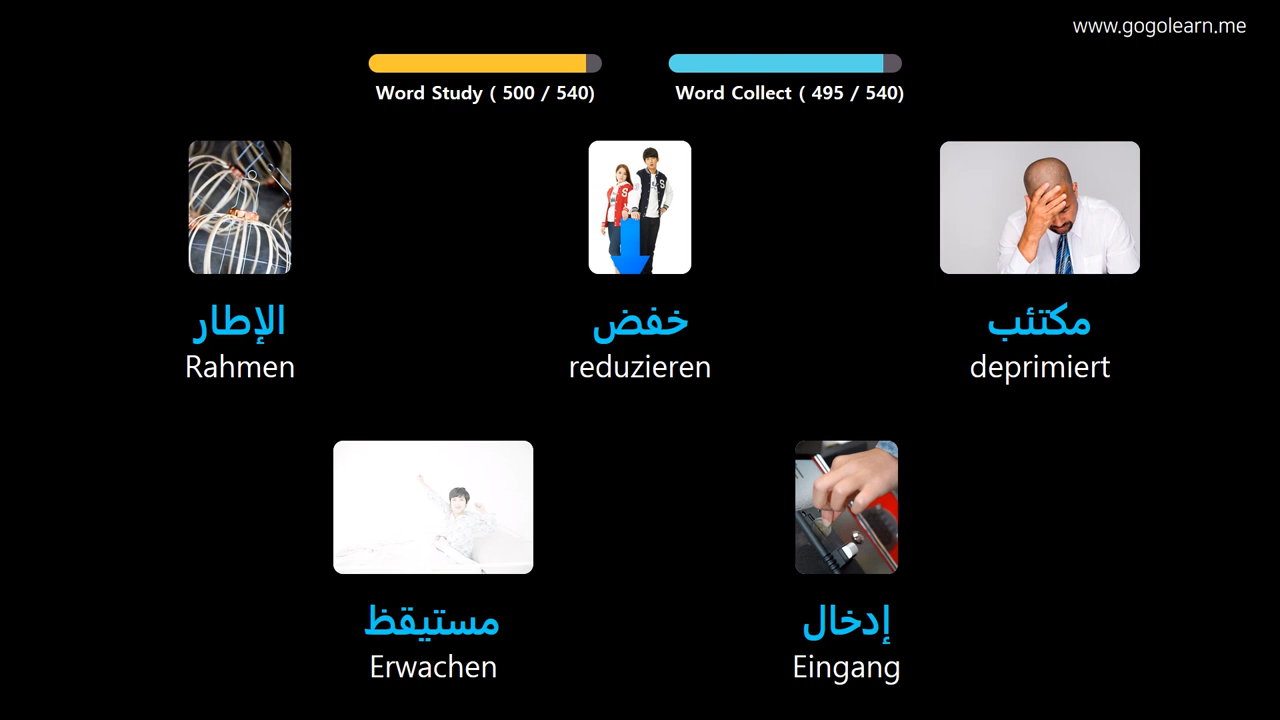 www.gogolearn.me
Word Study ( 500 / 540)
Word Collect ( 495 / 540)
الإطار
Rahmen
خفض
reduzieren
مكتئب
deprimiert
مستيقظ
Erwachen
إدخال
Eingang